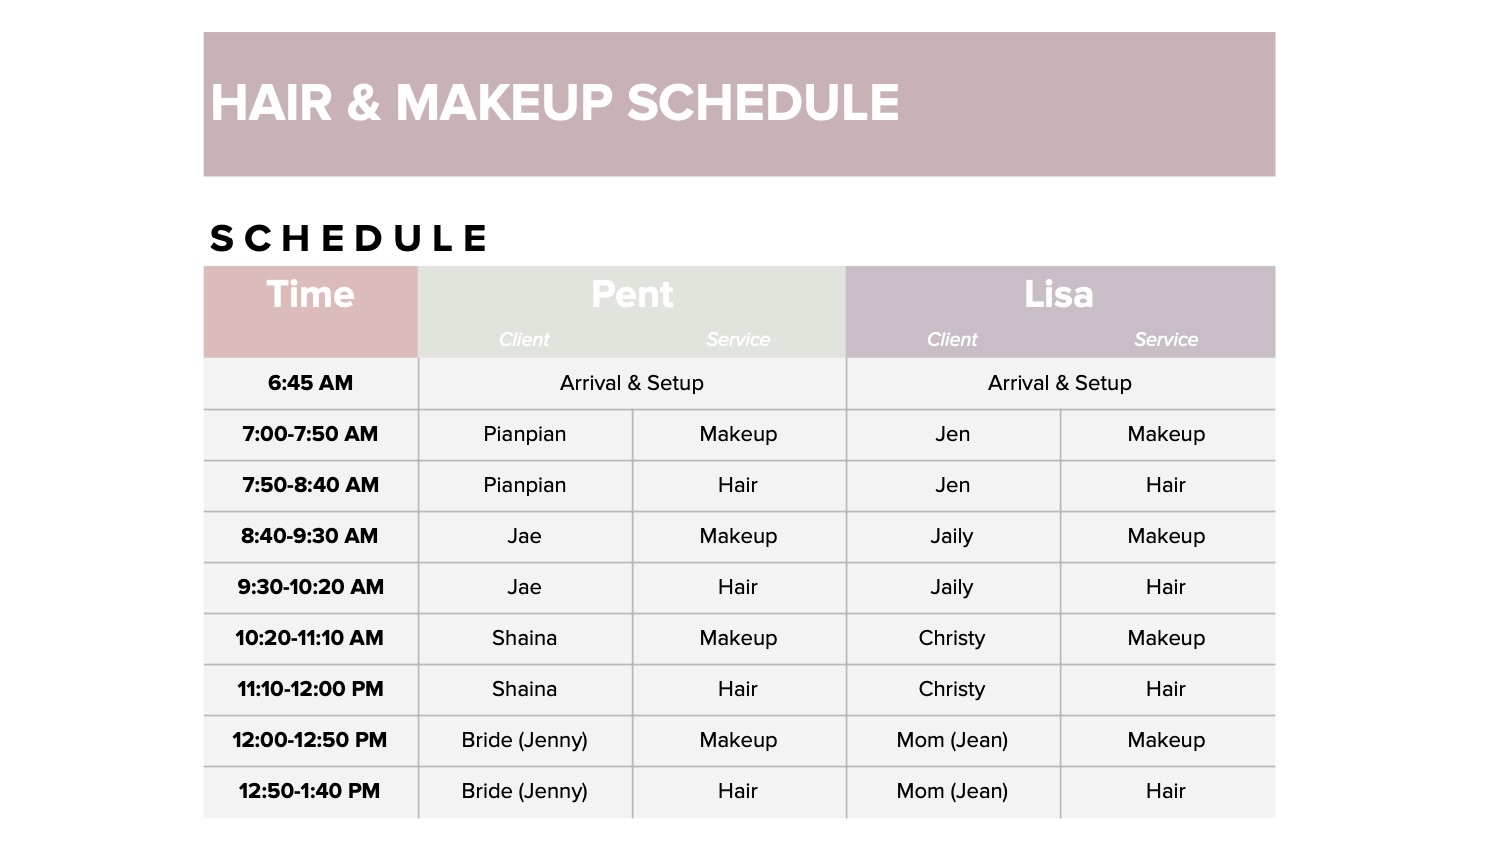 HAIR & MAKEUP SCHEDULE
SCHEDULE
Time Pent Lisa
Client Service Client Service
6:45 AM Arrival & Setup Arrival & Setup
7:00-7:50 AM Pianpian Makeup Jen Makeup
7:50-8:40 AM Pianpian Hair Jen Hair
8:40-9:30 AM Jae Makeup Jaily Makeup
9:30-10:20 AM Jae Hair Jaily Hair
10:20-11:10 AM Shaina Makeup Christy Makeup
11:10-12:00 PM Shaina Hair Christy Hair
12:00-12:50 PM Bride (Jenny) Makeup Mom (Jean) Makeup
12:50-1:40 PM Bride (Jenny) Hair Mom (Jean) Hair